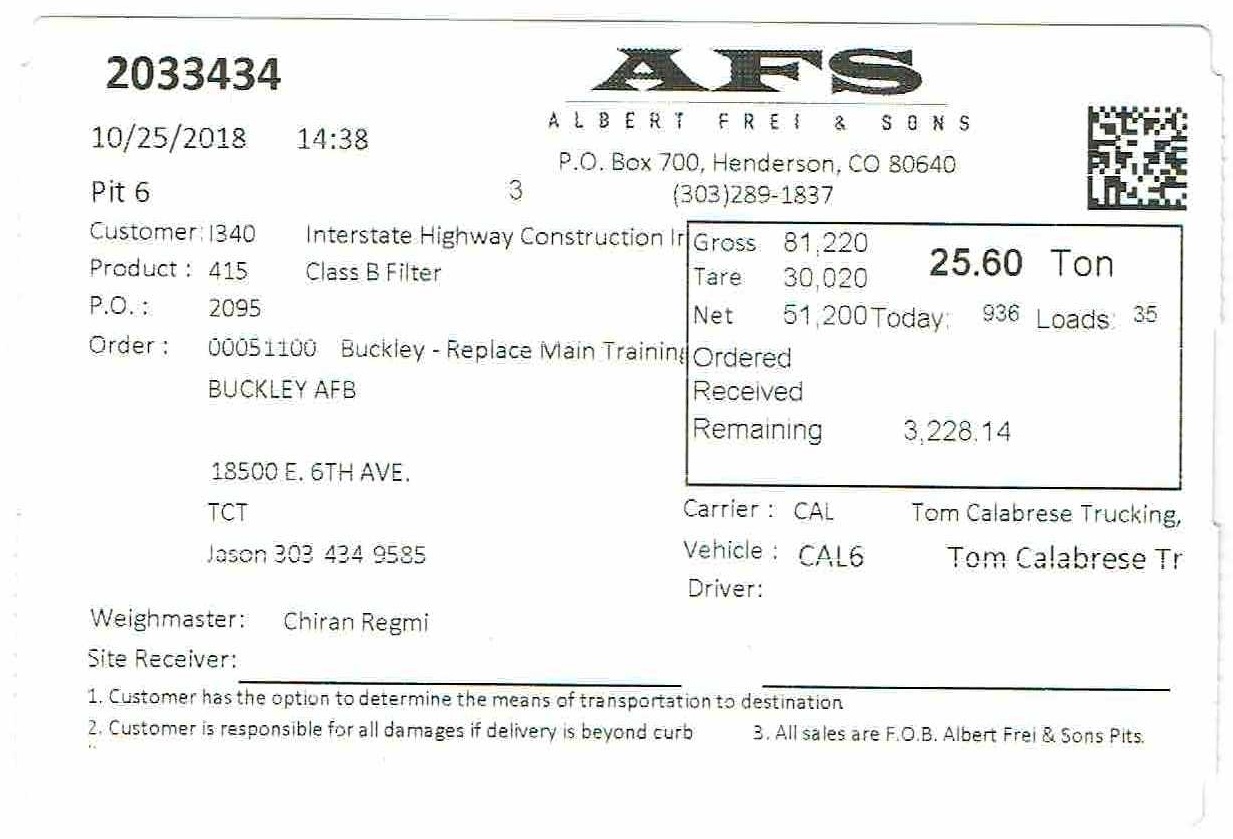 2033434
AFS
ALBERT FREI & SONS
10/25/2018 14:38
P.O. Box 700, Henderson, CO 80640
Pit 6 3 (303)289-1837
Customer: I340 Interstate Highway Construction Ir
Product : 415 Class B Filter
P.O. : 2095
Order : 00051100 Buckley - Replace Main Training
BUCKLEY AFB
18500 E. 6TH AVE.
TCT
Jason 303 434 9585
Gross 81,220 25.60 Ton
Tare 30,020
Net 51,200 Today: 936 Loads: 35
Ordered
Received
Remaining 3,228.14
Carrier : CAL Tom Calabrese Trucking,
Vehicle : CAL6 Tom Calabrese Tr
Driver:
Weighmaster: Chiran Regmi
Site Receiver:
1. Customer has the option to determine the means of transportation to destination
2. Customer is responsible for all damages if delivery is beyond curb 3. All sales are F.O.B. Albert Frei & Sons Pits.